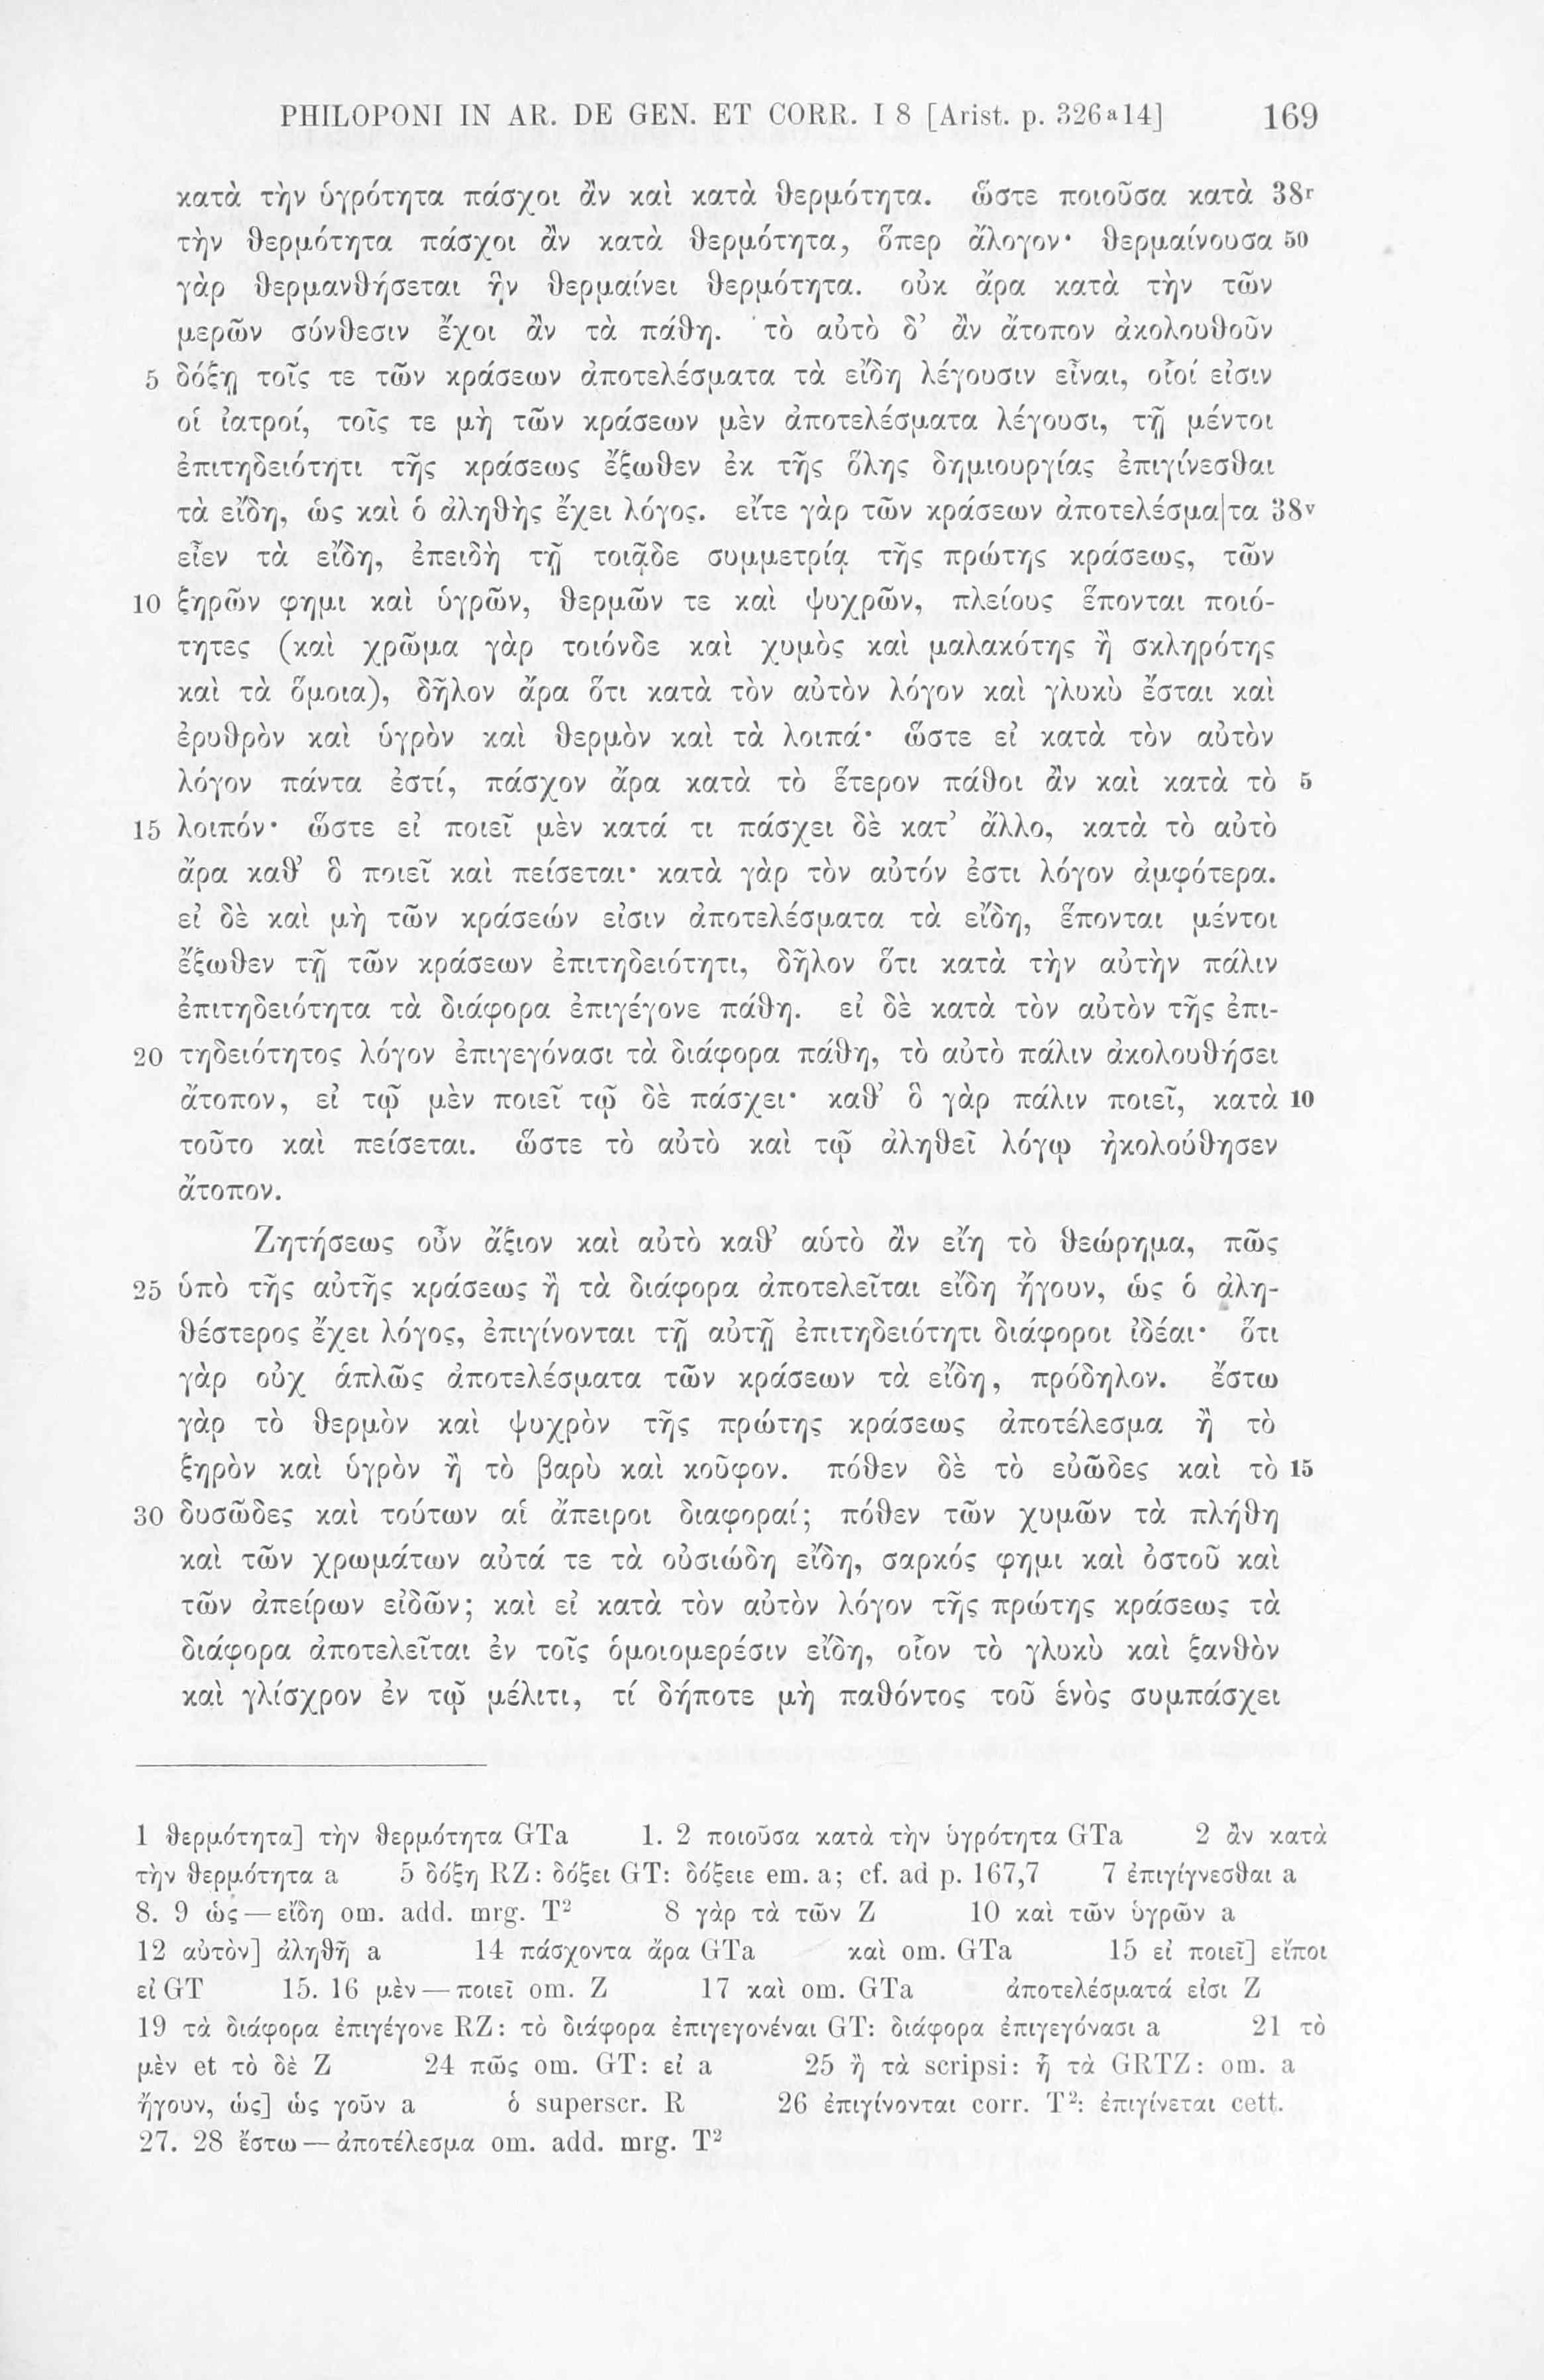 PHILOPONI IN AR. DE GEN. ET CORR. I 8 [Arist. p. 326ᵃ14] 169
κατὰ τὴν ὑγρότητα πάσχοι ἂν καὶ κατὰ θερμότητα. ὥστε ποιοῦσα κατὰ 38ʳ
τὴν θερμότητα πάσχοι ἂν κατὰ θερμότητα, ὅπερ ἄλογον· θερμαίνουσα 50
γὰρ θερμανθήσεται ἣν θερμαίνει θερμότητα. οὐκ ἄρα κατὰ τὴν τῶν
μερῶν σύνθεσιν ἔχοι ἂν τὰ πάθη. τὸ αὐτὸ δ’ ἂν ἄτοπον ἀκολουθοῦν
5 δόξῃ τοῖς τε τῶν κράσεων ἀποτελέσματα τὰ εἴδη λέγουσιν εἶναι, οἷοί εἰσιν
οἱ ἰατροί, τοῖς τε μὴ τῶν κράσεων μὲν ἀποτελέσματα λέγουσι, τῇ μέντοι
ἐπιτηδειότητι τῆς κράσεως ἔξωθεν ἐκ τῆς ὅλης δημιουργίας ἐπιγίνεσθαι
τὰ εἴδη, ὡς καὶ ὁ ἀληθὴς ἔχει λόγος. εἴτε γὰρ τῶν κράσεων ἀποτελέσμα|τα 38ᵛ
εἶεν τὰ εἴδη, ἐπειδὴ τῇ τοιᾷδε συμμετρίᾳ τῆς πρώτης κράσεως, τῶν
10 ξηρῶν φημι καὶ ὑγρῶν, θερμῶν τε καὶ ψυχρῶν, πλείους ἕπονται ποιό-
τητες (καὶ χρῶμα γὰρ τοιόνδε καὶ χυμὸς καὶ μαλακότης ἢ σκληρότης
καὶ τὰ ὅμοια), δῆλον ἄρα ὅτι κατὰ τὸν αὐτὸν λόγον καὶ γλυκὺ ἔσται καὶ
ἐρυθρὸν καὶ ὑγρὸν καὶ θερμὸν καὶ τὰ λοιπά· ὥστε εἰ κατὰ τὸν αὐτὸν
λόγον πάντα ἐστί, πάσχον ἄρα κατὰ τὸ ἕτερον πάθοι ἂν καὶ κατὰ τὸ 5
15 λοιπόν· ὥστε εἰ ποιεῖ μὲν κατά τι πάσχει δὲ κατ’ ἄλλο, κατὰ τὸ αὐτὸ
ἄρα καθ’ ὃ ποιεῖ καὶ πείσεται· κατὰ γὰρ τὸν αὐτόν ἐστι λόγον ἀμφότερα.
εἰ δὲ καὶ μὴ τῶν κράσεών εἰσιν ἀποτελέσματα τὰ εἴδη, ἕπονται μέντοι
ἔξωθεν τῇ τῶν κράσεων ἐπιτηδειότητι, δῆλον ὅτι κατὰ τὴν αὐτὴν πάλιν
ἐπιτηδειότητα τὰ διάφορα ἐπιγέγονε πάθη. εἰ δὲ κατὰ τὸν αὐτὸν τῆς ἐπι-
20 τηδειότητος λόγον ἐπιγεγόνασι τὰ διάφορα πάθη, τὸ αὐτὸ πάλιν ἀκολουθήσει
ἄτοπον, εἰ τῷ μὲν ποιεῖ τῷ δὲ πάσχει· καθ’ ὃ γὰρ πάλιν ποιεῖ, κατὰ 10
τοῦτο καὶ πείσεται. ὥστε τὸ αὐτὸ καὶ τῷ ἀληθεῖ λόγῳ ἠκολούθησεν
ἄτοπον.
Ζητήσεως οὖν ἄξιον καὶ αὐτὸ καθ’ αὑτὸ ἂν εἴη τὸ θεώρημα, πῶς
25 ὑπὸ τῆς αὐτῆς κράσεως ἢ τὰ διάφορα ἀποτελεῖται εἴδη ἤγουν, ὡς ὁ ἀλη-
θέστερος ἔχει λόγος, ἐπιγίνονται τῇ αὐτῇ ἐπιτηδειότητι διάφοροι ἰδέαι· ὅτι
γὰρ οὐχ ἁπλῶς ἀποτελέσματα τῶν κράσεων τὰ εἴδη, πρόδηλον. ἔστω
γὰρ τὸ θερμὸν καὶ ψυχρὸν τῆς πρώτης κράσεως ἀποτέλεσμα ἢ τὸ
ξηρὸν καὶ ὑγρὸν ἢ τὸ βαρὺ καὶ κοῦφον. πόθεν δὲ τὸ εὐῶδες καὶ τὸ 15
30 δυσῶδες καὶ τούτων αἱ ἄπειροι διαφοραί; πόθεν τῶν χυμῶν τὰ πλήθη
καὶ τῶν χρωμάτων αὐτά τε τὰ οὐσιώδη εἴδη, σαρκός φημι καὶ ὀστοῦ καὶ
τῶν ἀπείρων εἰδῶν; καὶ εἰ κατὰ τὸν αὐτὸν λόγον τῆς πρώτης κράσεως τὰ
διάφορα ἀποτελεῖται ἐν τοῖς ὁμοιομερέσιν εἴδη, οἷον τὸ γλυκὺ καὶ ξανθὸν
καὶ γλίσχρον ἐν τῷ μέλιτι, τί δήποτε μὴ παθόντος τοῦ ἑνὸς συμπάσχει
1 θερμότητα] τὴν θερμότητα GTa 1. 2 ποιοῦσα κατὰ τὴν ὑγρότητα GTa 2 ἂν κατὰ
τὴν θερμότητα a 5 δόξῃ RZ: δόξει GT: δόξειε em. a; cf. ad p. 167,7 7 ἐπιγίγνεσθαι a
8. 9 ὡς — εἴδη om. add. mrg. T² 8 γὰρ τὰ τῶν Z 10 καὶ τῶν ὑγρῶν a
12 αὐτὸν] ἀληθῆ a 14 πάσχοντα ἄρα GTa καὶ om. GTa 15 εἰ ποιεῖ] εἴποι
εἰ GT 15. 16 μὲν — ποιεῖ om. Z 17 καὶ om. GTa ἀποτελέσματά εἰσι Z
19 τὰ διάφορα ἐπιγέγονε RZ: τὸ διάφορα ἐπιγεγονέναι GT: διάφορα ἐπιγεγόνασι a 21 τὸ
μὲν et τὸ δὲ Z 24 πῶς om. GT: εἰ a 25 ἢ τὰ scripsi: ἦ τὰ GRTZ: om. a
ἤγουν, ὡς] ὡς γοῦν a ὁ superscr. R 26 ἐπιγίνονται corr. T²: ἐπιγίνεται cett.
27. 28 ἔστω — ἀποτέλεσμα om. add. mrg. T²